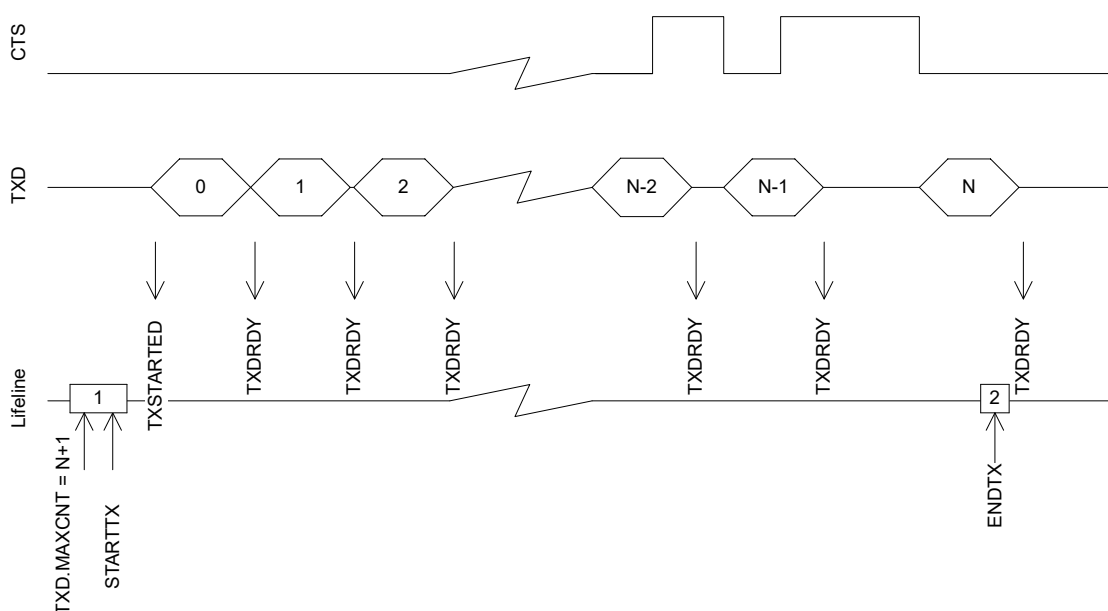 CTS
TXD
0
1
2
N-2
N-1
N
TXSTARTED
TXDRDY
TXDRDY
TXDRDY
TXDRDY
TXDRDY
TXDRDY
Lifeline
1
2
TXD.MAXCNT = N+1
STARTTX
ENDTX